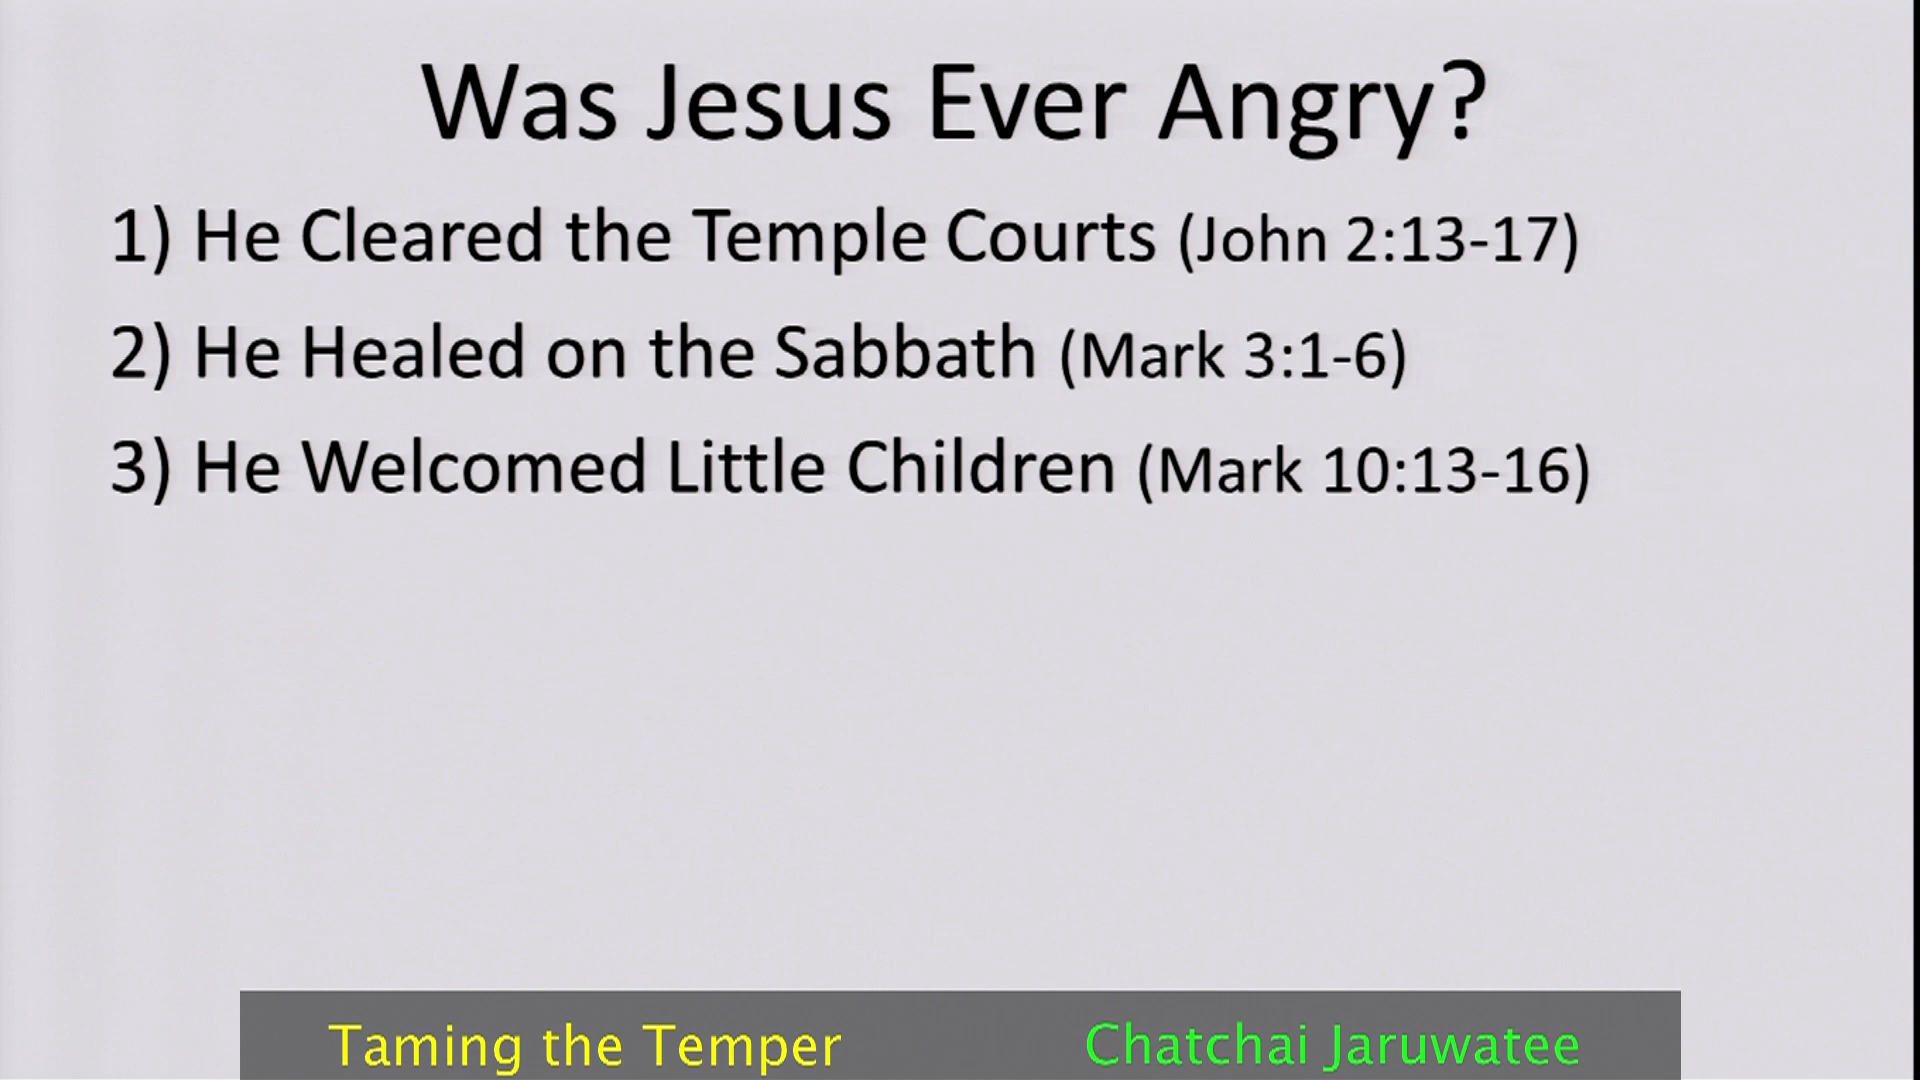 Was Jesus Ever Angry?
1) He Cleared the Temple Courts (John 2:13-17)
2) He Healed on the Sabbath (Mark 3:1-6)
3) He Welcomed Little Children (Mark 10:13-16)
Taming the Temper Chatchai Jaruwatee